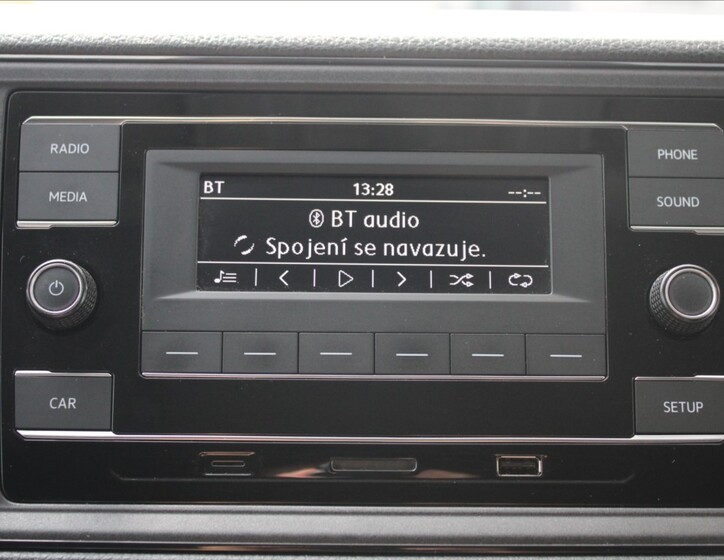 RADIO
PHONE
MEDIA
SOUND
BT 13:28 --:--
BT audio
Spojení se navazuje.
CAR
SETUP